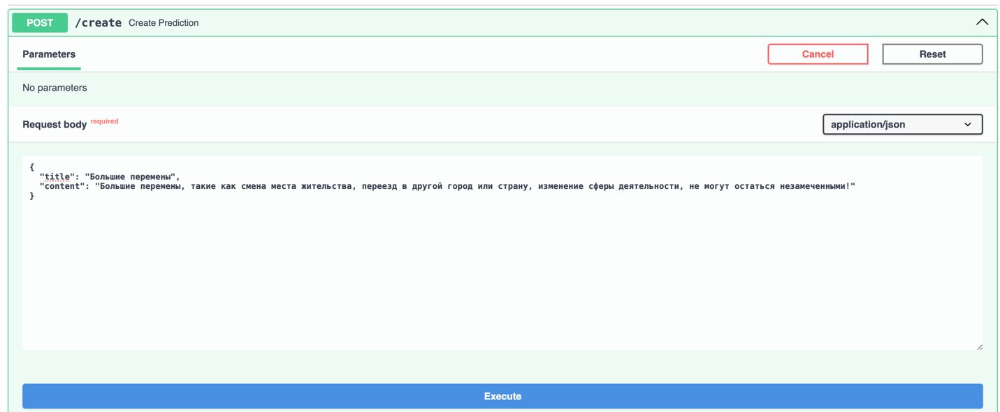 POST /create Create Prediction
Parameters Cancel Reset
No parameters
Request body required application/json
{
"title": "Большие перемены",
"content": "Большие перемены, такие как смена места жительства, переезд в другой город или страну, изменение сферы деятельности, не могут остаться незамеченными!"
}
Execute